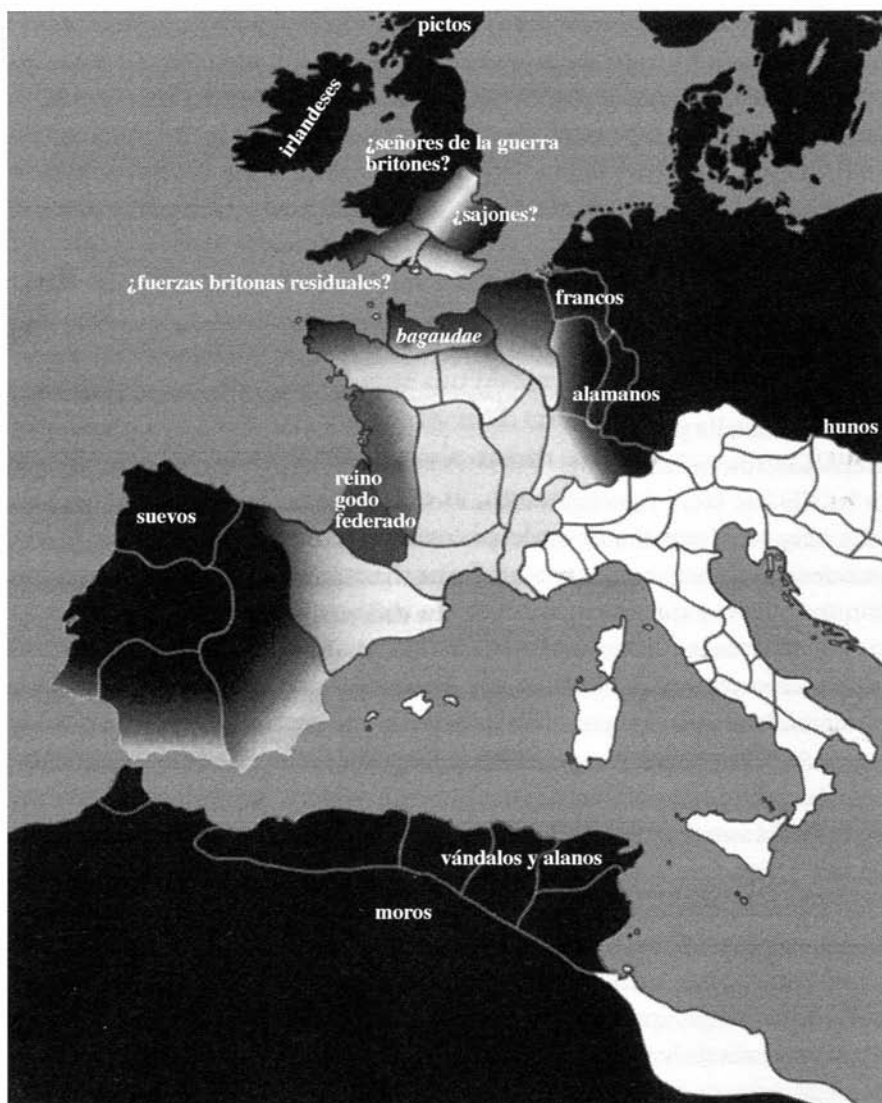 pictos
irlandeses
¿señores de la guerra
britones?
¿sajones?
¿fuerzas britonas residuales?
francos
bagaudae
alamanos
hunos
reino
godo
federado
suevos
vándalos y alanos
moros